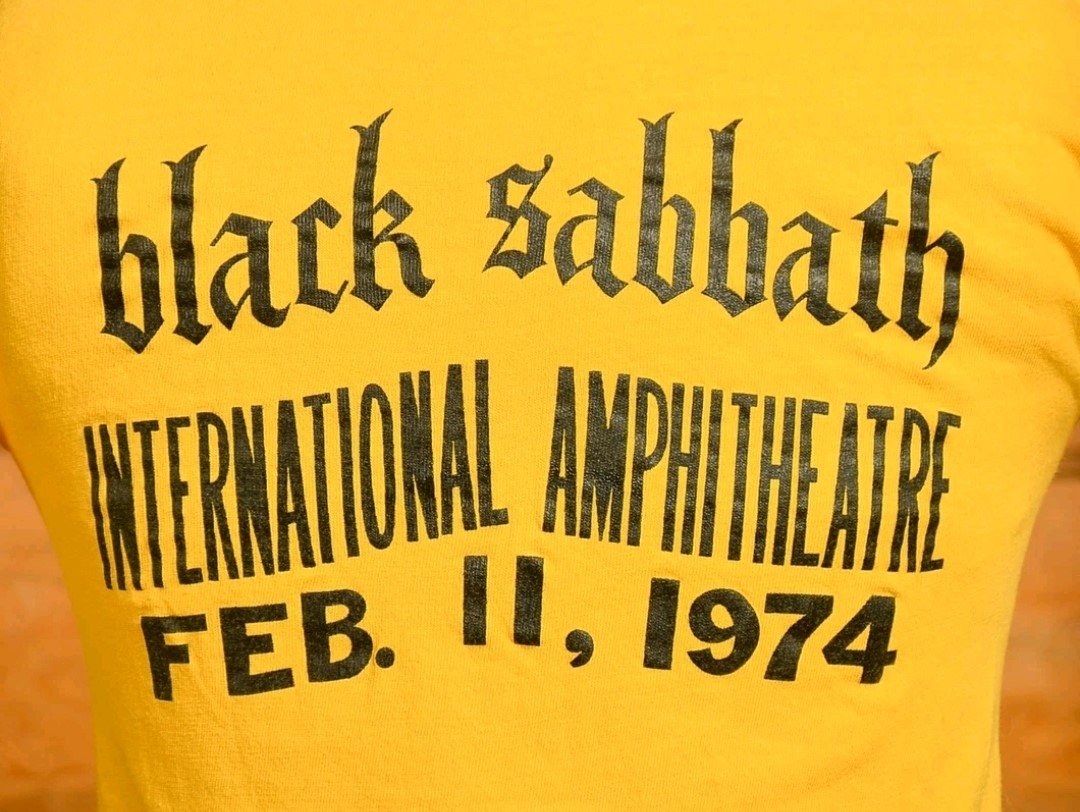 black sabbath
INTERNATIONAL AMPHITHEATRE
FEB. 11, 1974